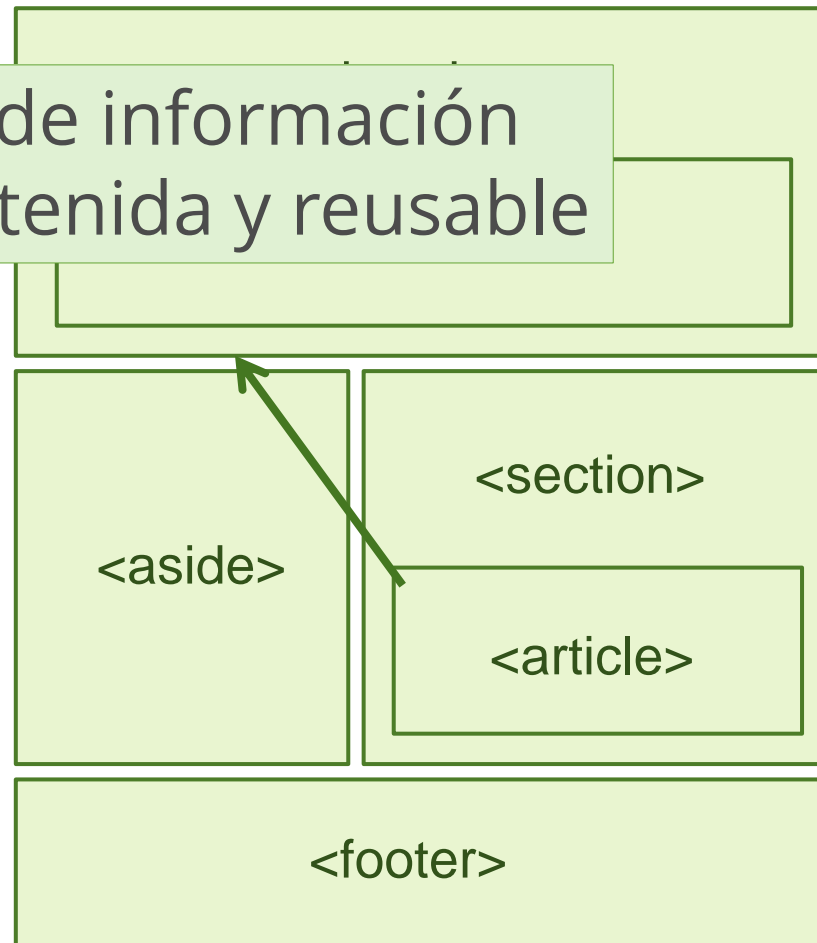 de información
tenida y reusable
<section>
<aside>
<article>
<footer>